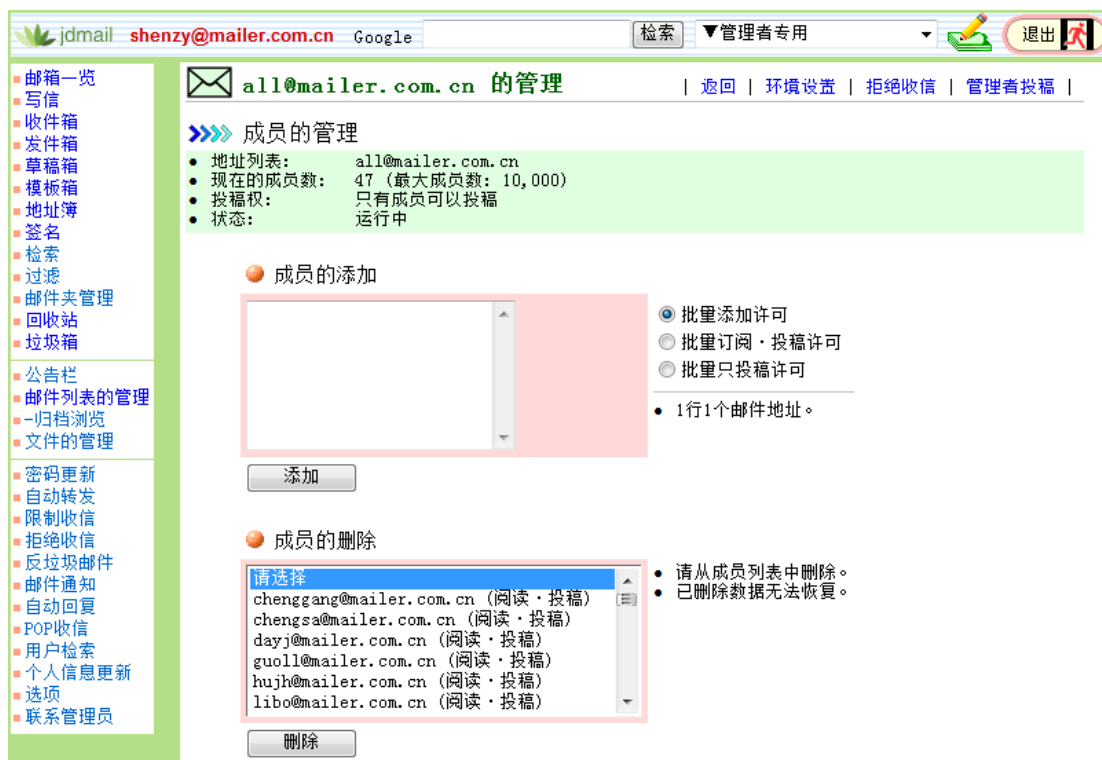 jdmail shenzy@mailer.com.cn Google 检索 ▼管理者专用 退出
邮箱一览
写信
收件箱
发件箱
草稿箱
模板箱
地址簿
签名
检索
过滤
邮件夹管理
回收站
垃圾箱
公告栏
邮件列表的管理
-归档浏览
文件的管理
密码更新
自动转发
限制收信
拒绝收信
反垃圾邮件
邮件通知
自动回复
POP收信
用户检索
个人信息更新
选项
联系管理员
all@mailer.com.cn 的管理 | 返回 | 环境设置 | 拒绝收信 | 管理者投稿 |
成员的管理
地址列表: all@mailer.com.cn
现在的成员数: 47 (最大成员数: 10,000)
投稿权: 只有成员可以投稿
状态: 运行中
成员的添加
批里添加许可
批里订阅・投稿许可
批里只投稿许可
1行1个邮件地址。
添加
成员的删除
请选择
chenggang@mailer.com.cn (阅读・投稿)
chengsa@mailer.com.cn (阅读・投稿)
dayj@mailer.com.cn (阅读・投稿)
guoll@mailer.com.cn (阅读・投稿)
hujh@mailer.com.cn (阅读・投稿)
libo@mailer.com.cn (阅读・投稿)
请从成员列表中删除。
已删除数据无法恢复。
删除